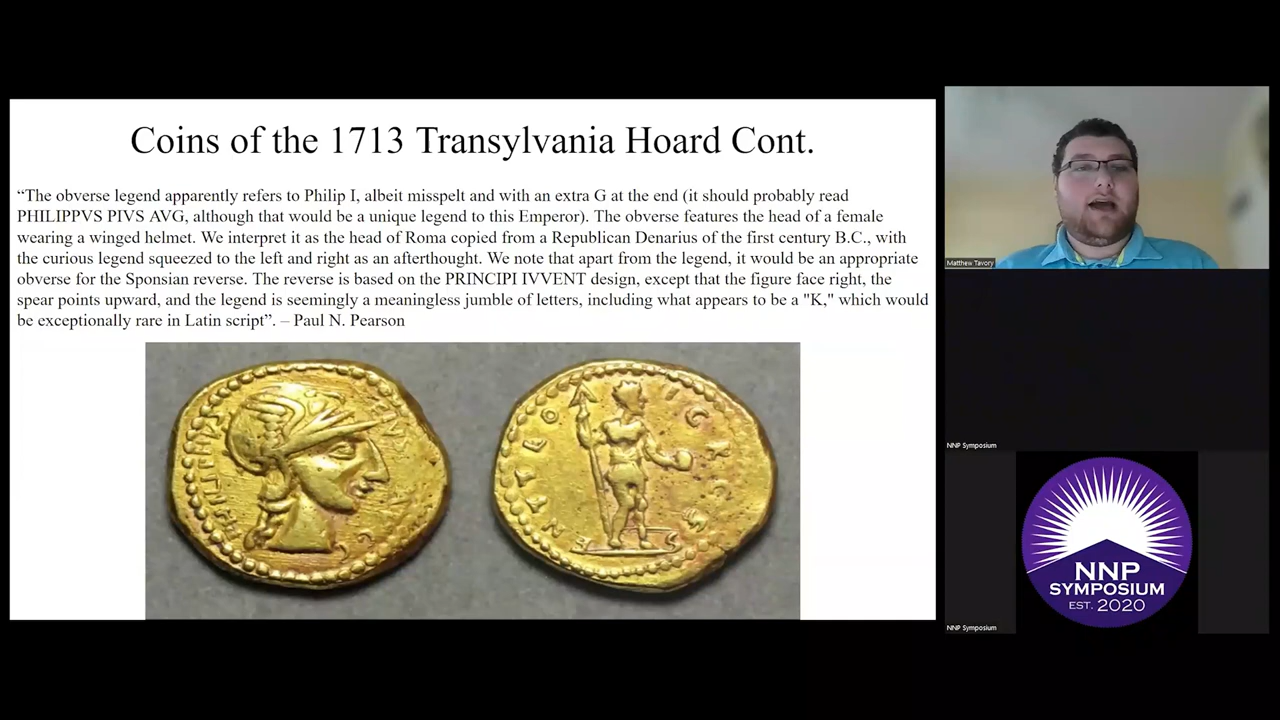 Coins of the 1713 Transylvania Hoard Cont.
“The obverse legend apparently refers to Philip I, albeit misspelt and with an extra G at the end (it should probably read
PHILIPPVS PIVS AVG, although that would be a unique legend to this Emperor). The obverse features the head of a female
wearing a winged helmet. We interpret it as the head of Roma copied from a Republican Denarius of the first century B.C., with
the curious legend squeezed to the left and right as an afterthought. We note that apart from the legend, it would be an appropriate
obverse for the Sponsian reverse. The reverse is based on the PRINCIPI IVVENT design, except that the figure face right, the
spear points upward, and the legend is seemingly a meaningless jumble of letters, including what appears to be a "K," which would
be exceptionally rare in Latin script”. – Paul N. Pearson
Matthew Tavory
NNP Symposium
NNP
SYMPOSIUM
EST. 2020
NNP Symposium